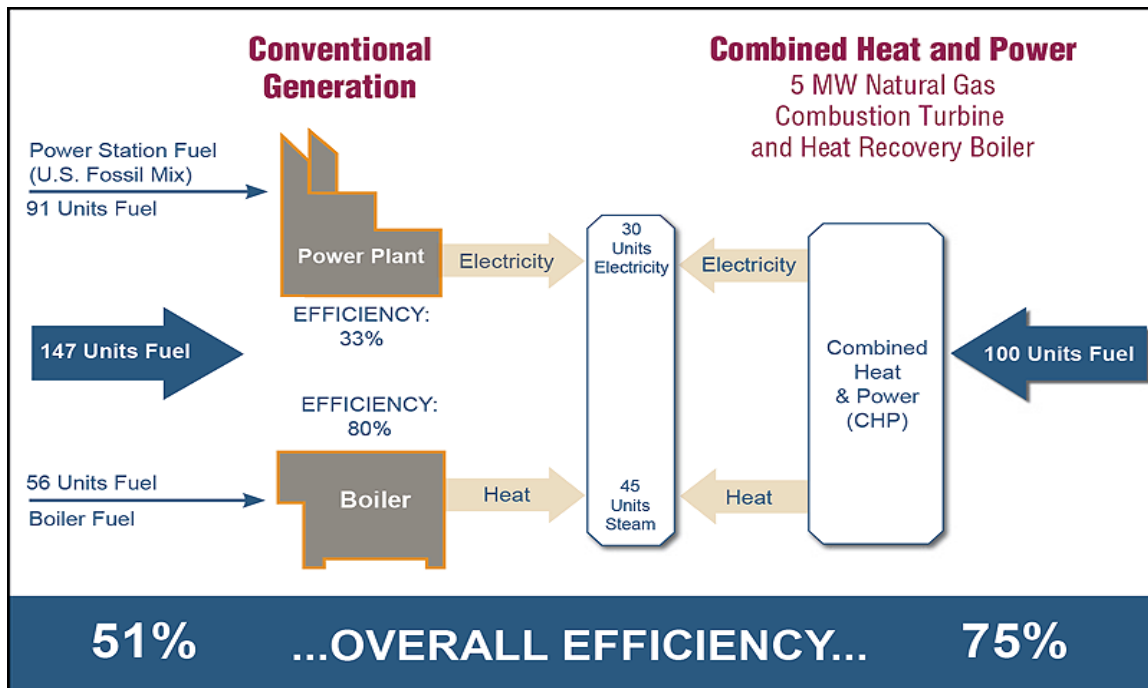 Conventional
Generation
Combined Heat and Power
5 MW Natural Gas
Combustion Turbine
and Heat Recovery Boiler
Power Station Fuel
(U.S. Fossil Mix)
91 Units Fuel
Power Plant
Electricity
30
Units
Electricity
Electricity
EFFICIENCY:
33%
147 Units Fuel
Combined
Heat
& Power
(CHP)
100 Units Fuel
EFFICIENCY:
80%
56 Units Fuel
Boiler Fuel
Boiler
Heat
45
Units
Steam
Heat
51% ...OVERALL EFFICIENCY... 75%